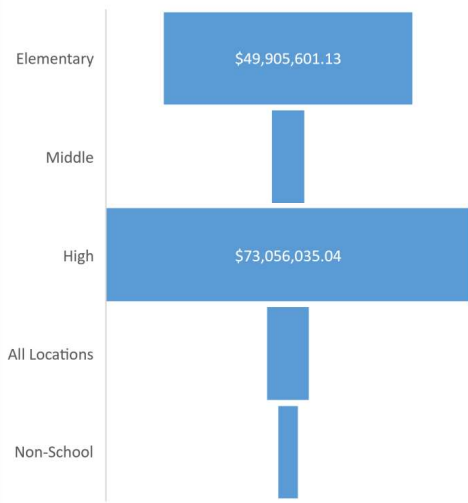 Elementary
$49,905,601.13
Middle
High
$73,056,035.04
All Locations
Non-School